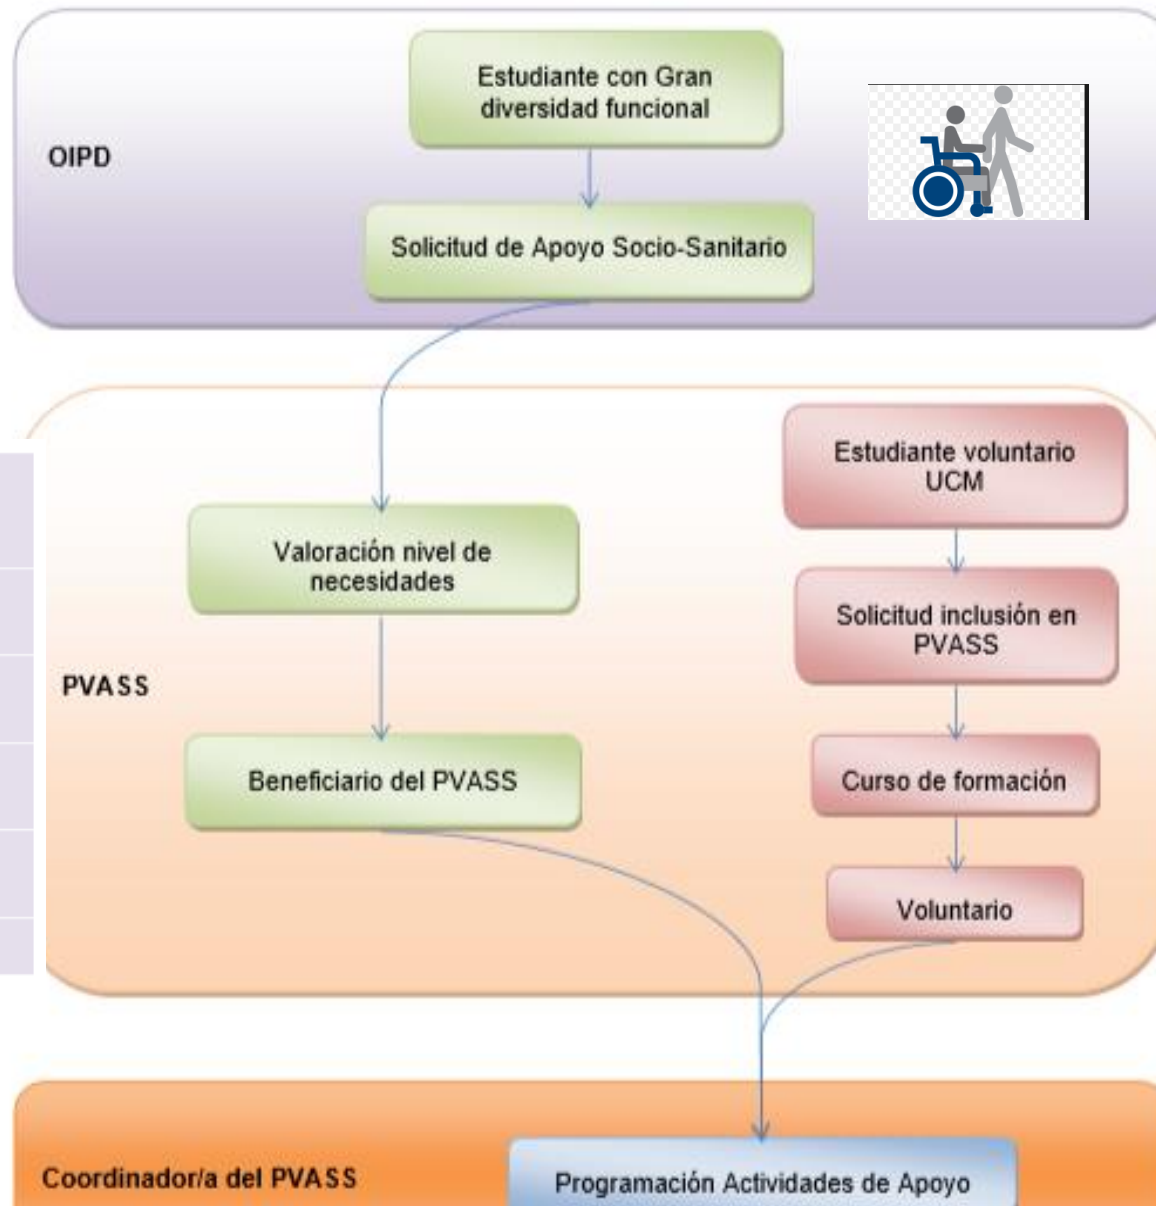 Estudiante con Gran
diversidad funcional
OIPD
Solicitud de Apoyo Socio-Sanitario
Estudiante voluntario
UCM
Valoración nivel de
necesidades
Solicitud inclusión en
PVASS
PVASS
Beneficiario del PVASS
Curso de formación
Voluntario
Coordinador/a del PVASS
Programación Actividades de Apoyo